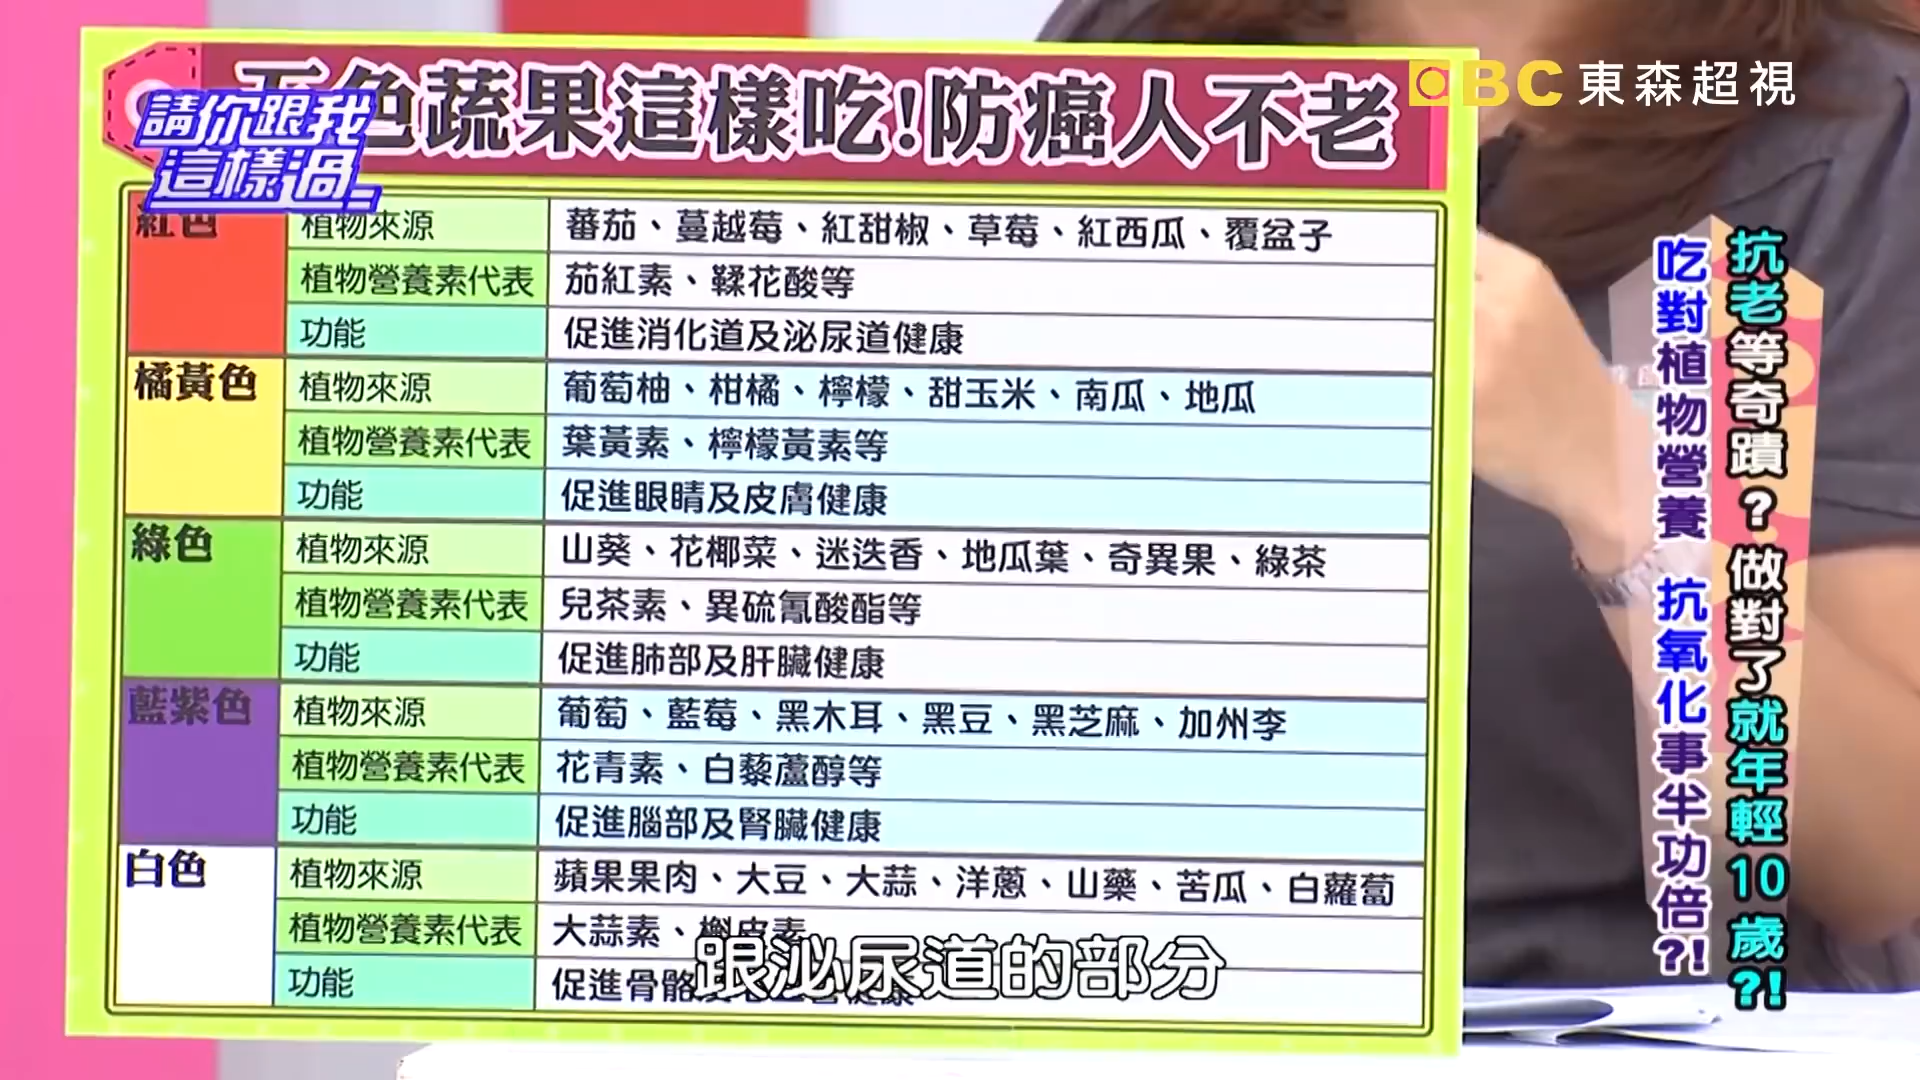 請你跟我
這樣過
五色蔬果這樣吃!防癌人不老
EBC 東森超視
紅色
植物來源 蕃茄、蔓越莓、紅甜椒、草莓、紅西瓜、覆盆子
植物營養素代表 茄紅素、鞣花酸等
功能 促進消化道及泌尿道健康
橘黃色
植物來源 葡萄柚、柑橘、檸檬、甜玉米、南瓜、地瓜
植物營養素代表 葉黃素、檸檬黃素等
功能 促進眼睛及皮膚健康
綠色
植物來源 山葵、花椰菜、迷迭香、地瓜葉、奇異果、綠茶
植物營養素代表 兒茶素、異硫氰酸酯等
功能 促進肺部及肝臟健康
藍紫色
植物來源 葡萄、藍莓、黑木耳、黑豆、黑芝麻、加州李
植物營養素代表 花青素、白藜蘆醇等
功能 促進腦部及腎臟健康
白色
植物來源 蘋果果肉、大豆、大蒜、洋蔥、山藥、苦瓜、白蘿蔔
植物營養素代表 大蒜素、槲皮素
功能 促進骨骼健康
跟泌尿道的部分
抗老等奇蹟?做對了就年輕10歲?!
吃對植物營養 抗氧化事半功倍?!